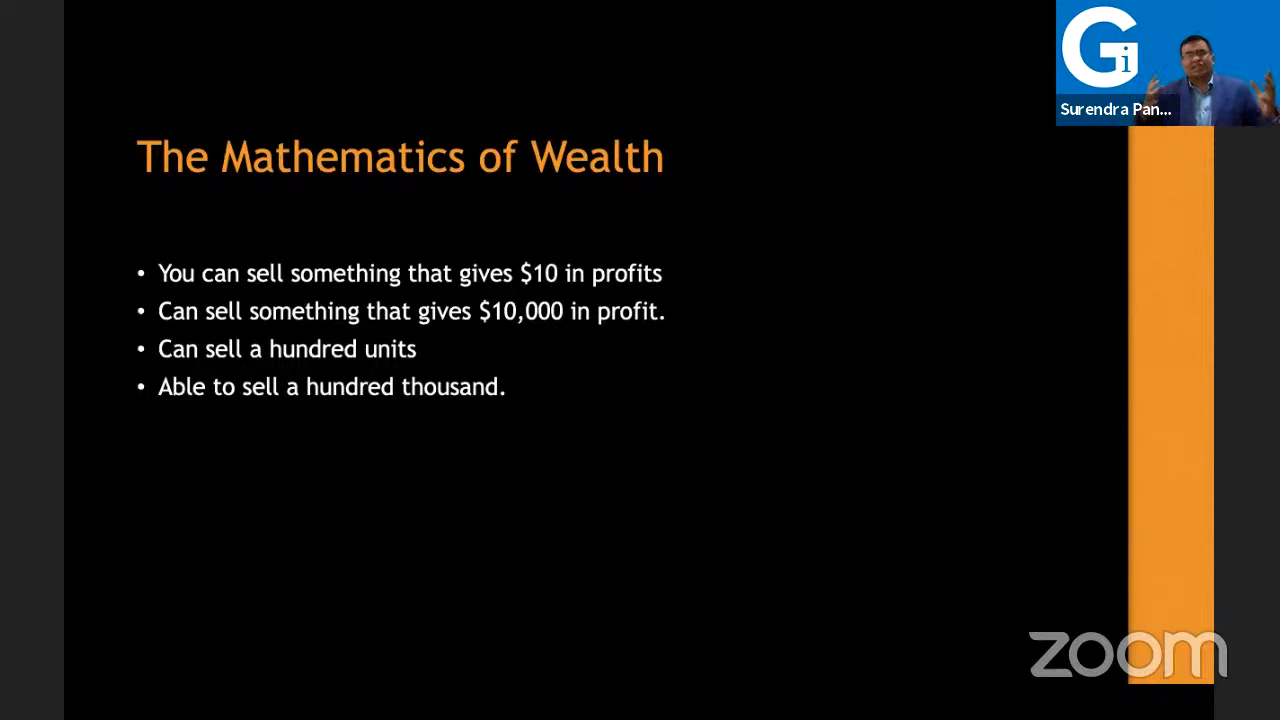 Gi
Surendra Pan...
The Mathematics of Wealth
• You can sell something that gives $10 in profits
• Can sell something that gives $10,000 in profit.
• Can sell a hundred units
• Able to sell a hundred thousand.
zoom